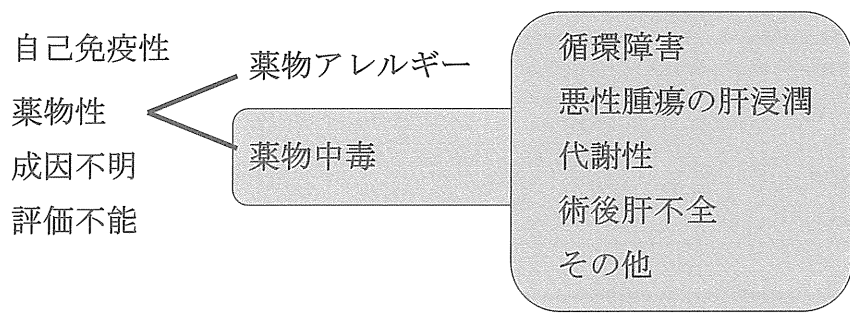 自己免疫性
薬物性
成因不明
評価不能
薬物アレルギー
薬物中毒
循環障害
悪性腫瘍の肝浸潤
代謝性
術後肝不全
その他